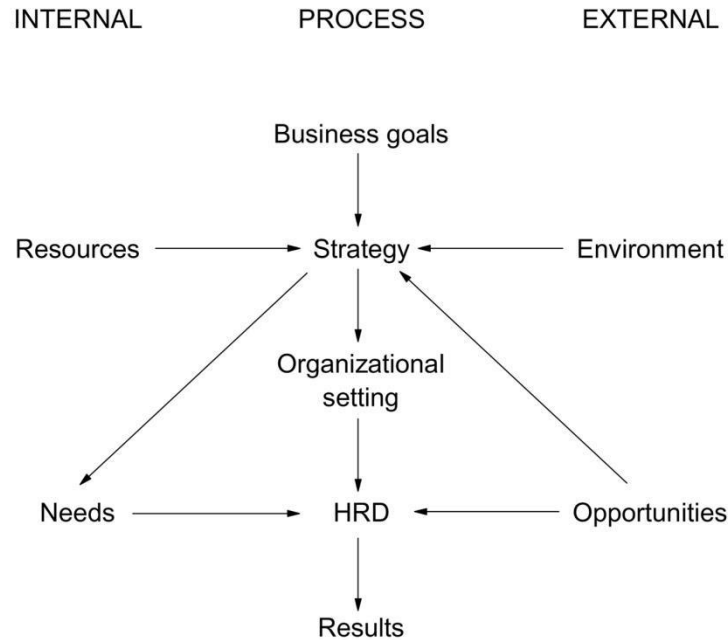 INTERNAL PROCESS EXTERNAL
Business goals
Resources Strategy Environment
Organizational
setting
Needs HRD Opportunities
Results